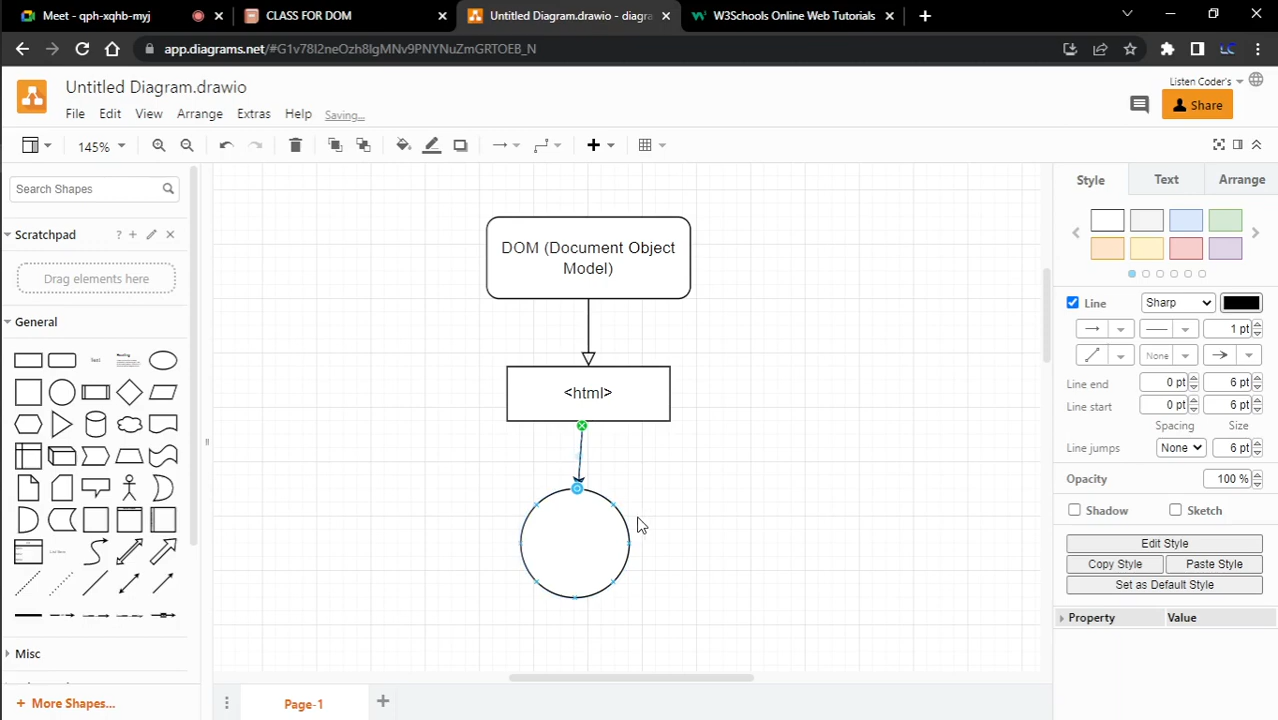 Meet - qph-xqhb-myj
CLASS FOR DOM
Untitled Diagram.drawio - diagra
W3Schools Online Web Tutorials
app.diagrams.net/#G1v78I2neOzh8IgMNv9PNYNuZmGRTOEB_N
Untitled Diagram.drawio
Listen Coder's
File Edit View Arrange Extras Help Saving...
Share
145%
Search Shapes
Scratchpad
Drag elements here
General
Text
Heading
Misc
+ More Shapes...
DOM (Document Object
Model)
<html>
Page-1
Style Text Arrange
Line Sharp
1 pt
None
Line end 0 pt 6 pt
Line start 0 pt 6 pt
Spacing Size
Line jumps None 6 pt
Opacity 100 %
Shadow Sketch
Edit Style
Copy Style Paste Style
Set as Default Style
Property Value